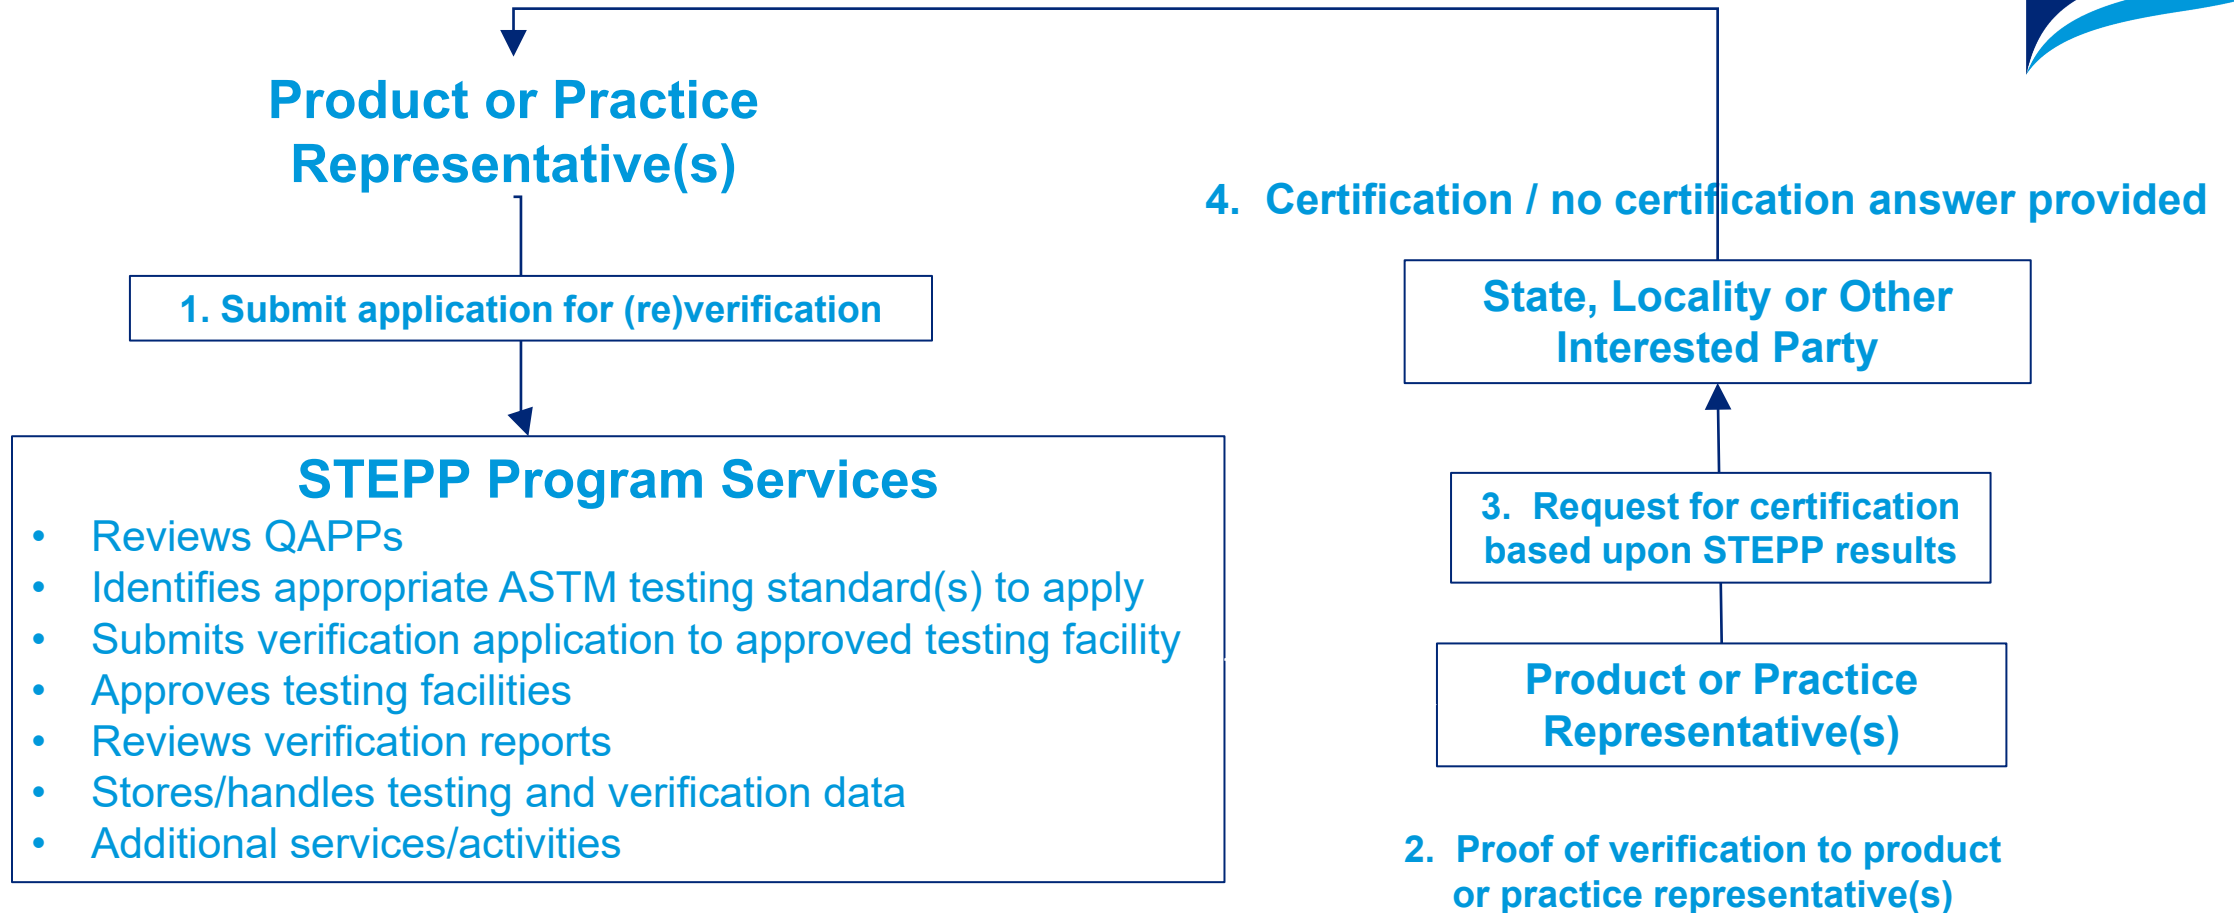 Product or Practice
Representative(s)
1. Submit application for (re)verification
STEPP Program Services
• Reviews QAPPs
• Identifies appropriate ASTM testing standard(s) to apply
• Submits verification application to approved testing facility
• Approves testing facilities
• Reviews verification reports
• Stores/handles testing and verification data
• Additional services/activities
4. Certification / no certification answer provided
State, Locality or Other
Interested Party
3. Request for certification
based upon STEPP results
Product or Practice
Representative(s)
2. Proof of verification to product
or practice representative(s)